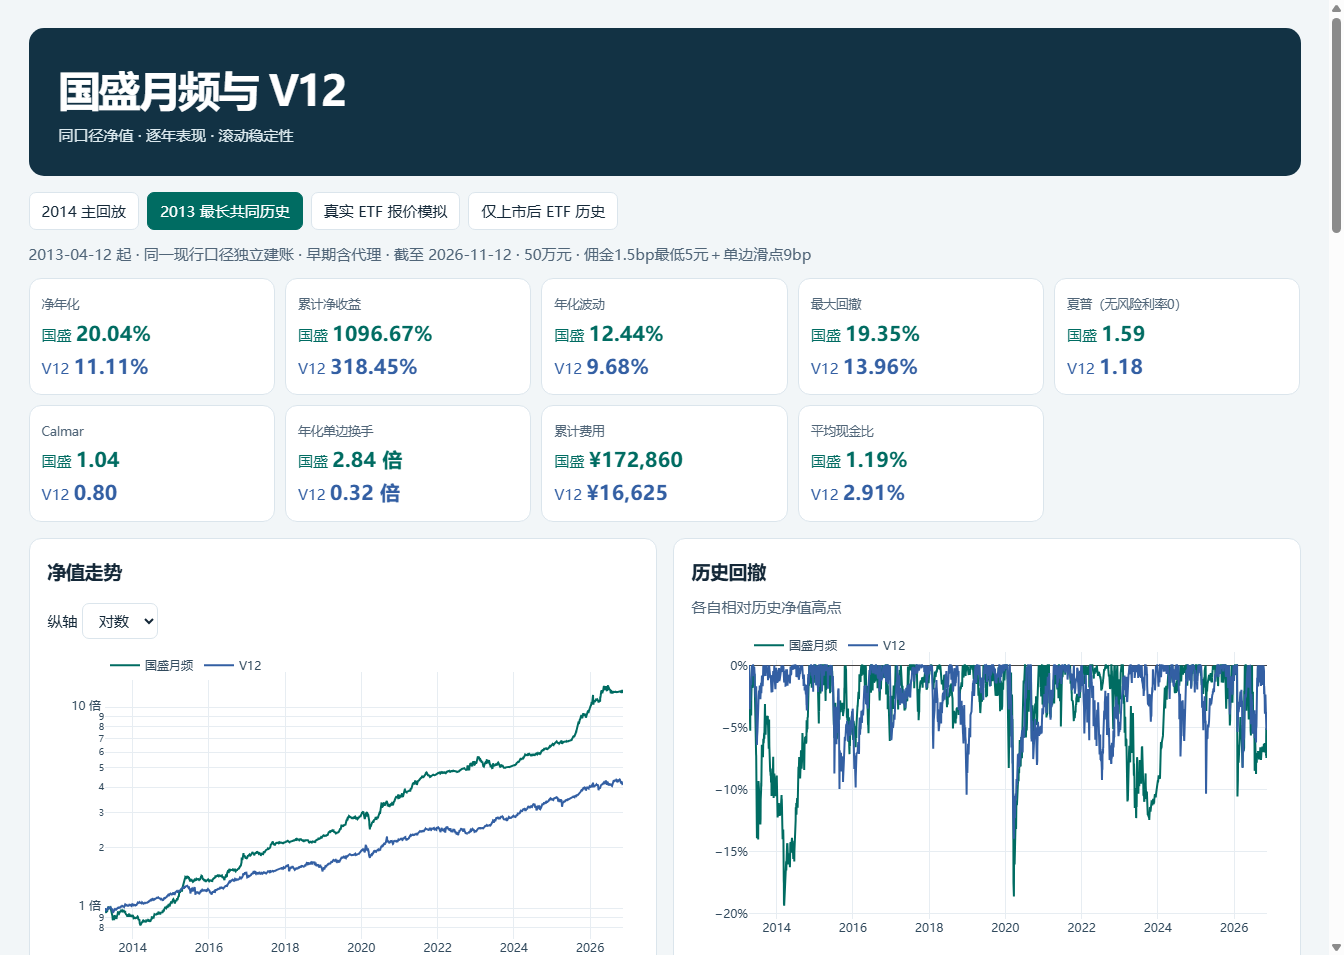 国盛月频与 V12
同口径净值 · 逐年表现 · 滚动稳定性
2014 主回放
2013 最长共同历史
真实 ETF 报价模拟
仅上市后 ETF 历史
2013-04-12 起 · 同一现行口径独立建账 · 早期含代理 · 截至 2026-11-12 · 50万元 · 佣金1.5bp最低5元 + 单边滑点9bp
净年化
国盛 20.04%
V12 11.11%
累计净收益
国盛 1096.67%
V12 318.45%
年化波动
国盛 12.44%
V12 9.68%
最大回撤
国盛 19.35%
V12 13.96%
夏普（无风险利率0）
国盛 1.59
V12 1.18
Calmar
国盛 1.04
V12 0.80
年化单边换手
国盛 2.84 倍
V12 0.32 倍
累计费用
国盛 ¥172,860
V12 ¥16,625
平均现金比
国盛 1.19%
V12 2.91%
净值走势
纵轴 对数
国盛月频 V12
10 倍
9
8
7
6
5
4
3
2
1 倍
9
8
2014 2016 2018 2020 2022 2024 2026
历史回撤
各自相对历史净值高点
国盛月频 V12
0%
−5%
−10%
−15%
−20%
2014 2016 2018 2020 2022 2024 2026